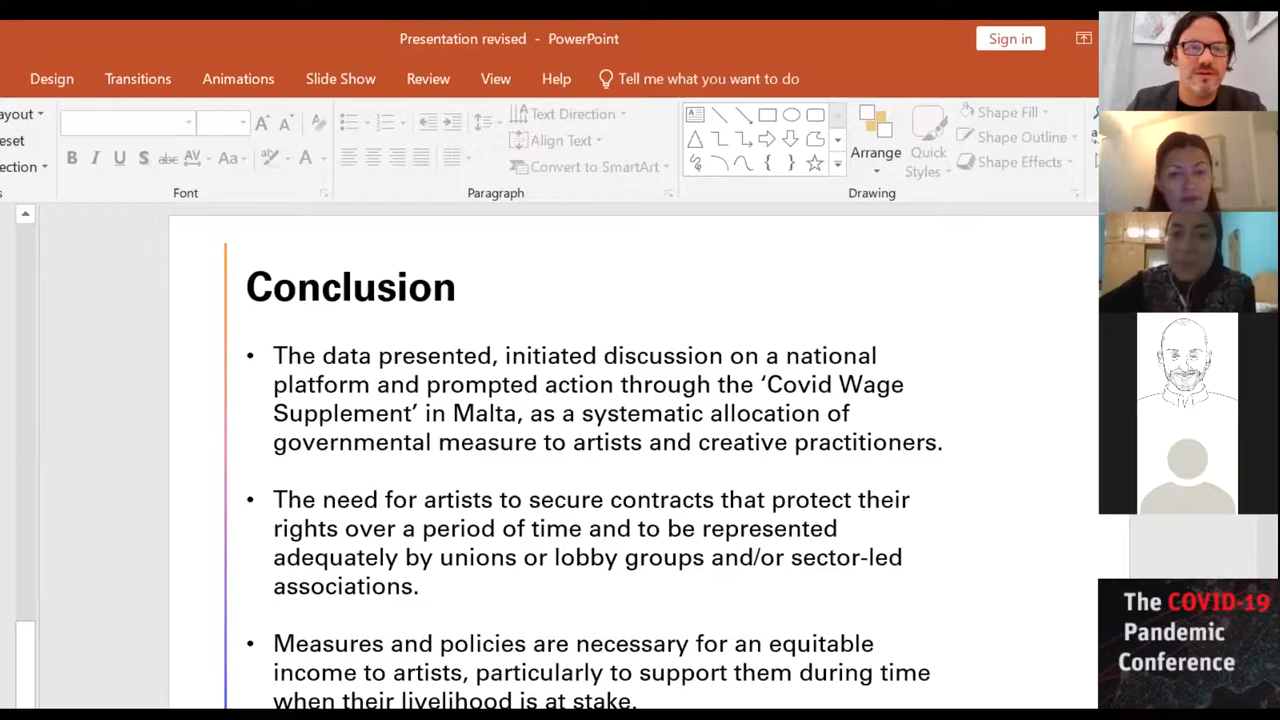 Presentation revised - PowerPoint
Sign in
Design Transitions Animations Slide Show Review View Help Tell me what you want to do
ayout
eset
ection
B I U S abc AV Aa A
Font
Text Direction
Align Text
Convert to SmartArt
Paragraph
Arrange
Quick
Styles
Shape Fill
Shape Outline
Shape Effects
Drawing
Conclusion
• The data presented, initiated discussion on a national
platform and prompted action through the ‘Covid Wage
Supplement’ in Malta, as a systematic allocation of
governmental measure to artists and creative practitioners.
• The need for artists to secure contracts that protect their
rights over a period of time and to be represented
adequately by unions or lobby groups and/or sector-led
associations.
• Measures and policies are necessary for an equitable
income to artists, particularly to support them during time
when their livelihood is at stake.
The COVID-19
Pandemic
Conference